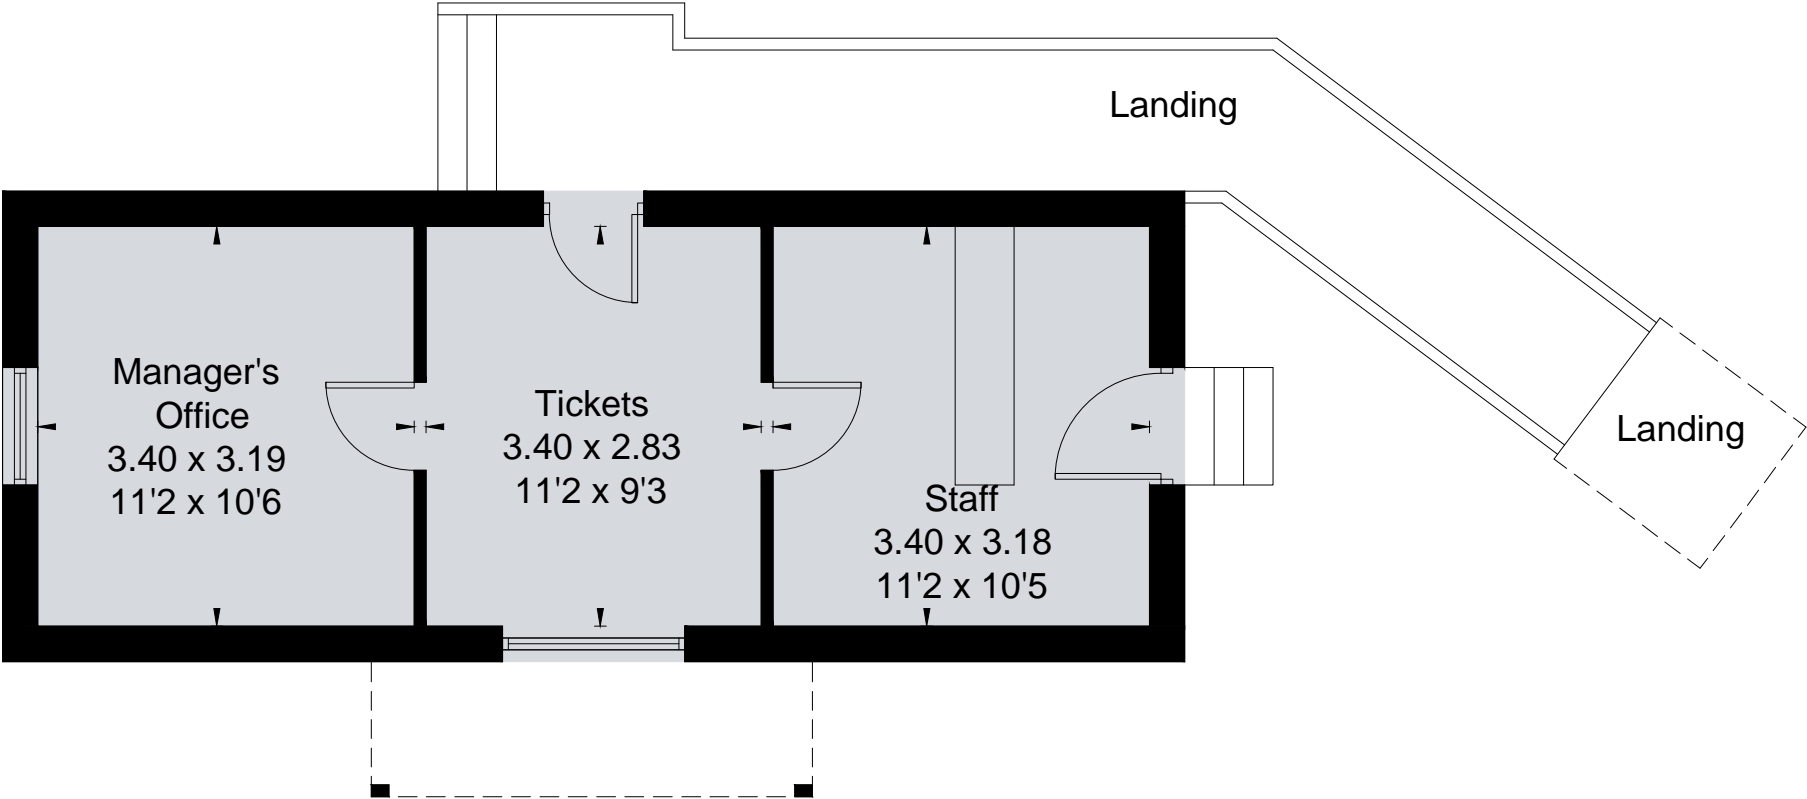 Landing
Manager's
Office
3.40 x 3.19
11'2 x 10'6
Tickets
3.40 x 2.83
11'2 x 9'3
Staff
3.40 x 3.18
11'2 x 10'5
Landing